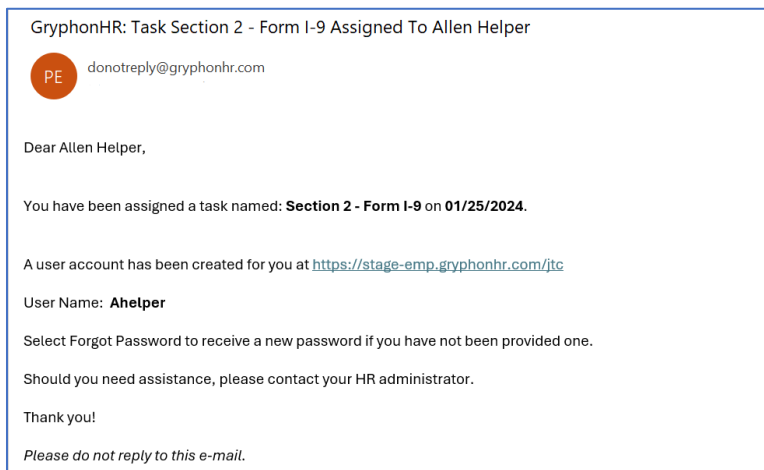 GryphonHR: Task Section 2 - Form I-9 Assigned To Allen Helper
PE
donotreply@gryphonhr.com
Dear Allen Helper,
You have been assigned a task named: Section 2 - Form I-9 on 01/25/2024.
A user account has been created for you at https://stage-emp.gryphonhr.com/jtc
User Name: Ahelper
Select Forgot Password to receive a new password if you have not been provided one.
Should you need assistance, please contact your HR administrator.
Thank you!
Please do not reply to this e-mail.